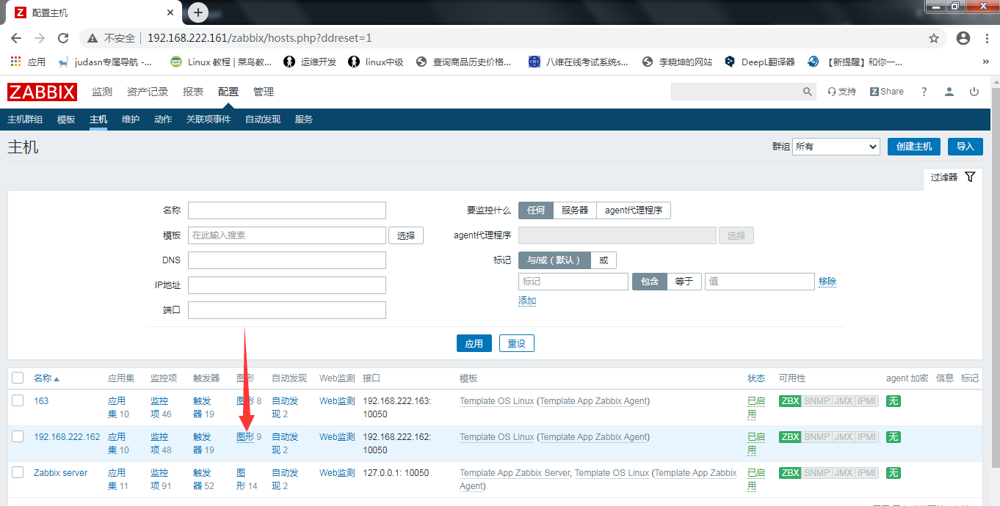 Z 配置主机
不安全 192.168.222.161/zabbix/hosts.php?ddreset=1
应用 judasn专属导航 -... Linux 教程 | 菜鸟教... 运维开发 linux中级 查询商品历史价格... 八维在线考试系统s... 李晓坤的网站 DeepL翻译器 【新提醒】和你一... »
ZABBIX 监测 资产记录 报表 配置 管理 支持 Z Share ?
主机群组 模板 主机 维护 动作 关联项事件 自动发现 服务
主机 群组 所有 创建主机 导入
过滤器
名称 要监控什么 任何 服务器 agent代理程序
模板 在此输入搜索 选择 agent代理程序 选择
DNS 标记 与/或（默认） 或
IP地址 标记 包含 等于 值 移除
端口 添加
应用 重设
名称 应用集 监控项 触发器 图形 自动发现 Web监测 接口 模板 状态 可用性 agent 加密 信息 标记
163 应用 监控 触发 图形 8 自动发 Web监测 192.168.222.163: Template OS Linux (Template App Zabbix Agent) 已启 ZBX SNMP JMX IPMI 无
集 10 项 46 器 19 现 2 10050 用
192.168.222.162 应用 监控 触发 图形 9 自动发 Web监测 192.168.222.162: Template OS Linux (Template App Zabbix Agent) 已启 ZBX SNMP JMX IPMI 无
集 10 项 48 器 19 现 2 10050 用
Zabbix server 应用 监控 触发 图 自动发 Web监测 127.0.0.1: 10050 Template App Zabbix Server, Template OS Linux (Template App Zabbix 已启 ZBX SNMP JMX IPMI 无
集 11 项 91 器 52 形 14 现 2 Agent) 用